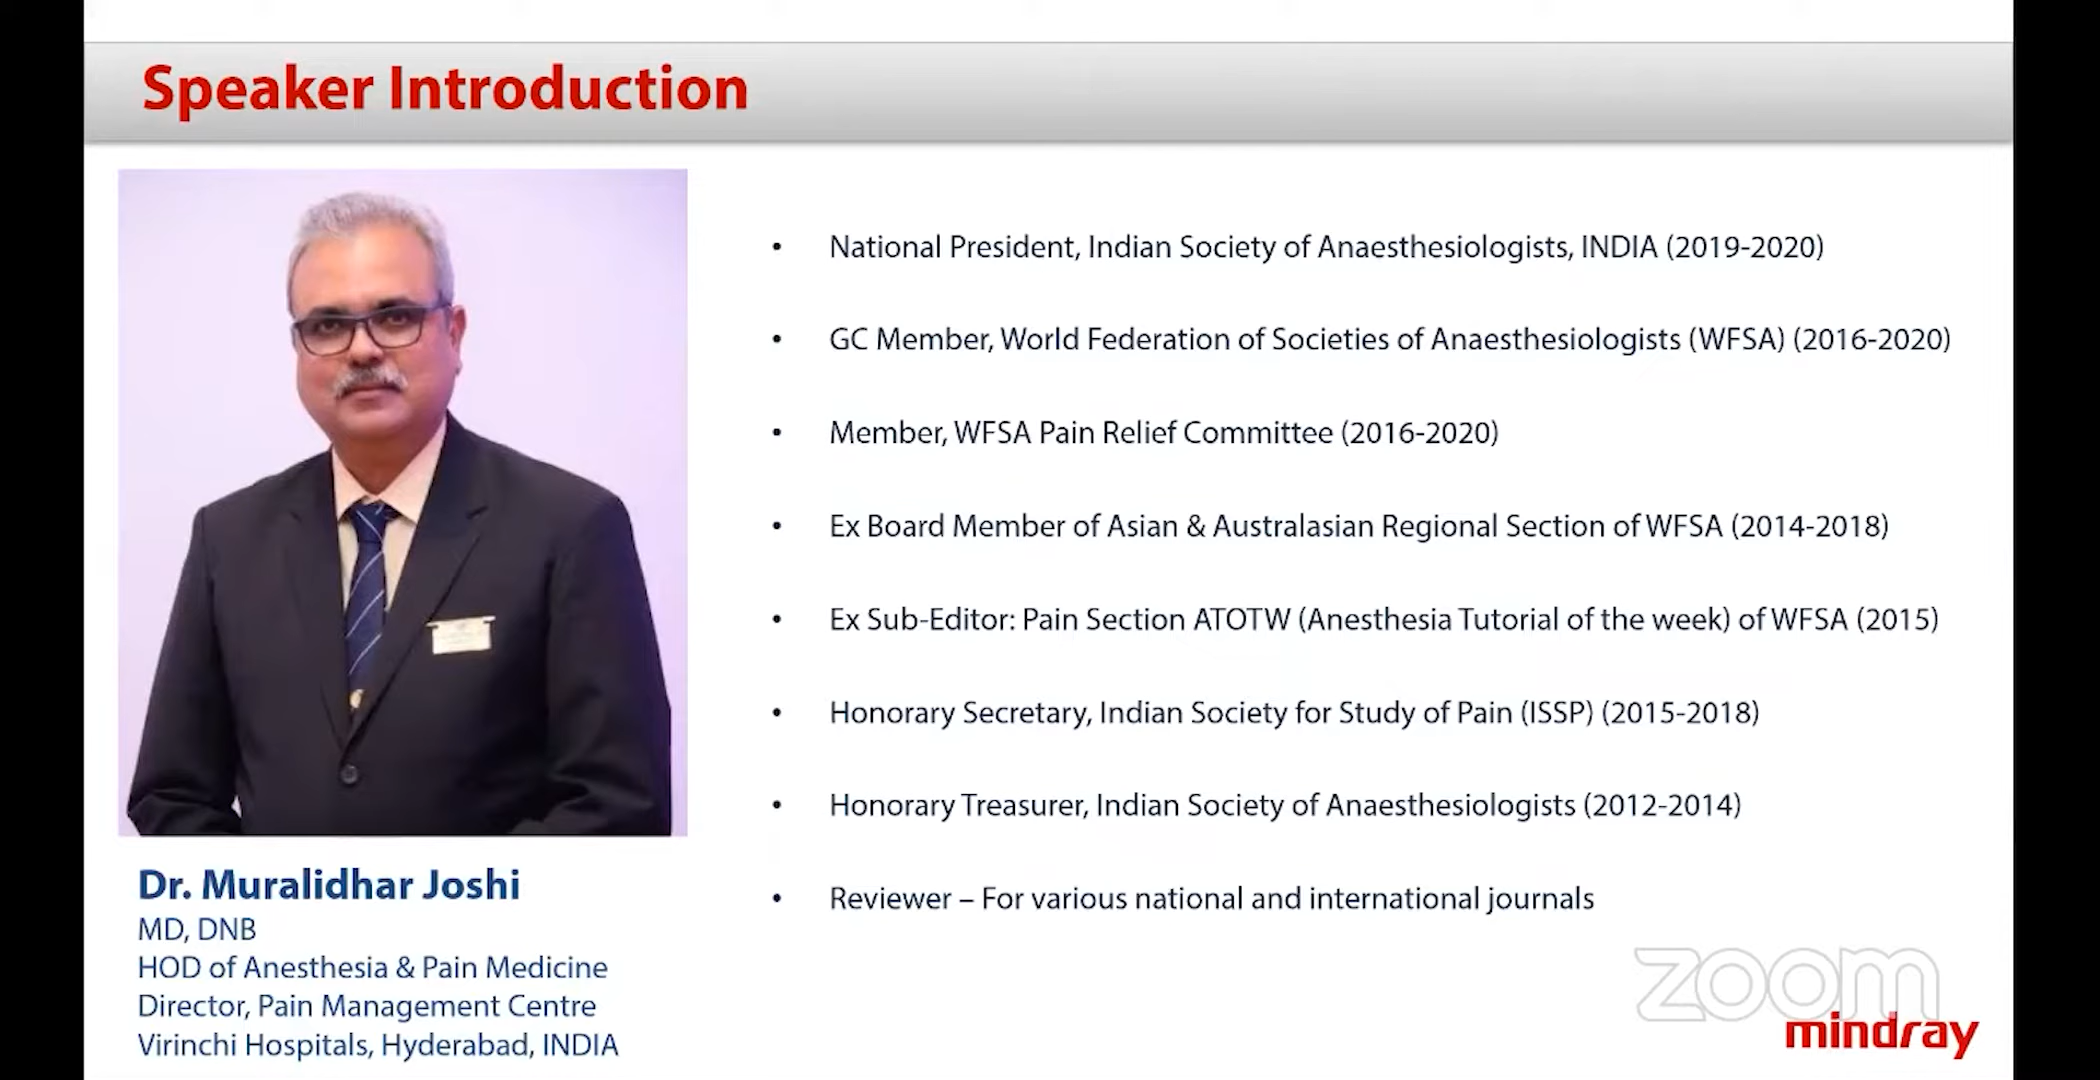 Speaker Introduction
• National President, Indian Society of Anaesthesiologists, INDIA (2019-2020)
• GC Member, World Federation of Societies of Anaesthesiologists (WFSA) (2016-2020)
• Member, WFSA Pain Relief Committee (2016-2020)
• Ex Board Member of Asian & Australasian Regional Section of WFSA (2014-2018)
• Ex Sub-Editor: Pain Section ATOTW (Anesthesia Tutorial of the week) of WFSA (2015)
• Honorary Secretary, Indian Society for Study of Pain (ISSP) (2015-2018)
• Honorary Treasurer, Indian Society of Anaesthesiologists (2012-2014)
• Reviewer – For various national and international journals
Dr. Muralidhar Joshi
MD, DNB
HOD of Anesthesia & Pain Medicine
Director, Pain Management Centre
Virinchi Hospitals, Hyderabad, INDIA
zoom
mindray